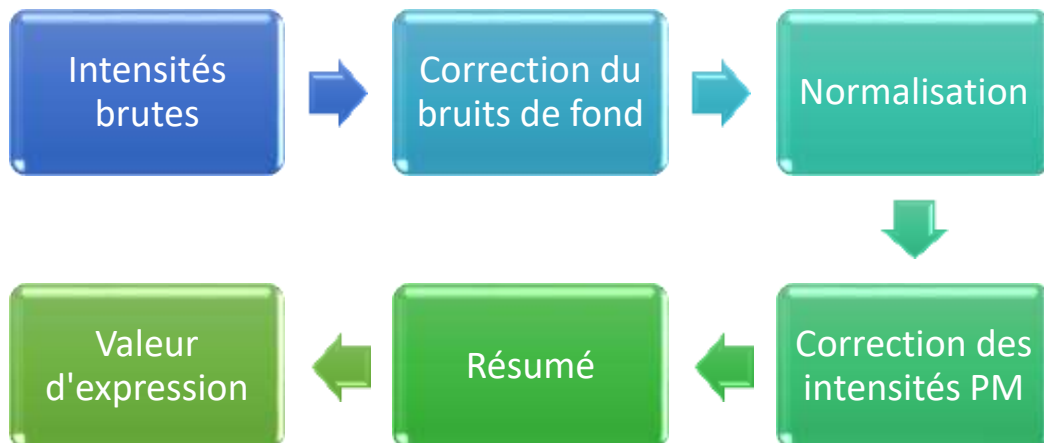 Intensités
brutes
Correction du
bruits de fond
Normalisation
Correction des
intensités PM
Résumé
Valeur
d'expression